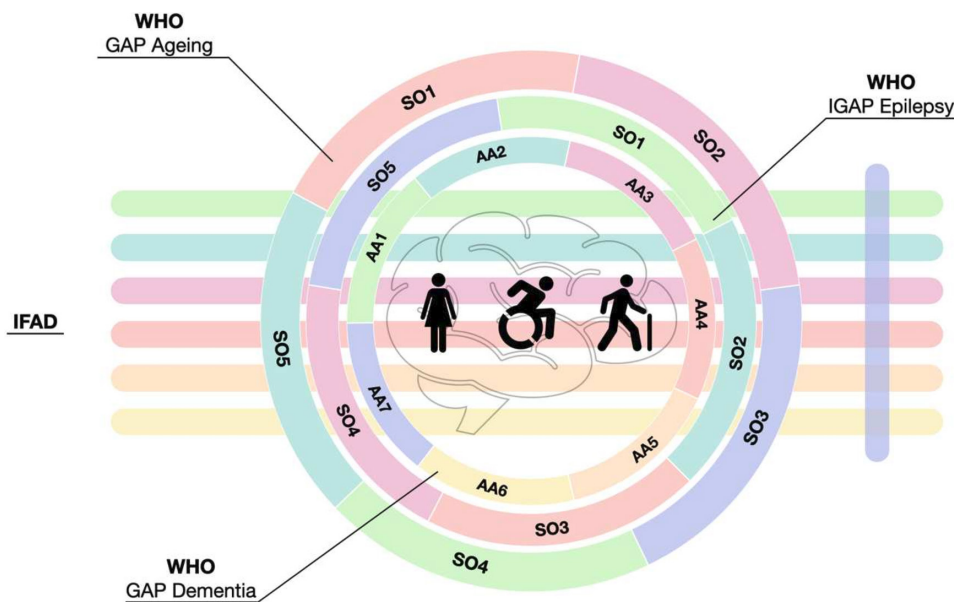 WHO
GAP Ageing
WHO
IGAP Epilepsy
IFAD
WHO
GAP Dementia
SO1
SO2
SO3
SO4
SO5
SO1
SO2
SO3
SO4
SO5
AA1
AA2
AA3
AA4
AA5
AA6
AA7